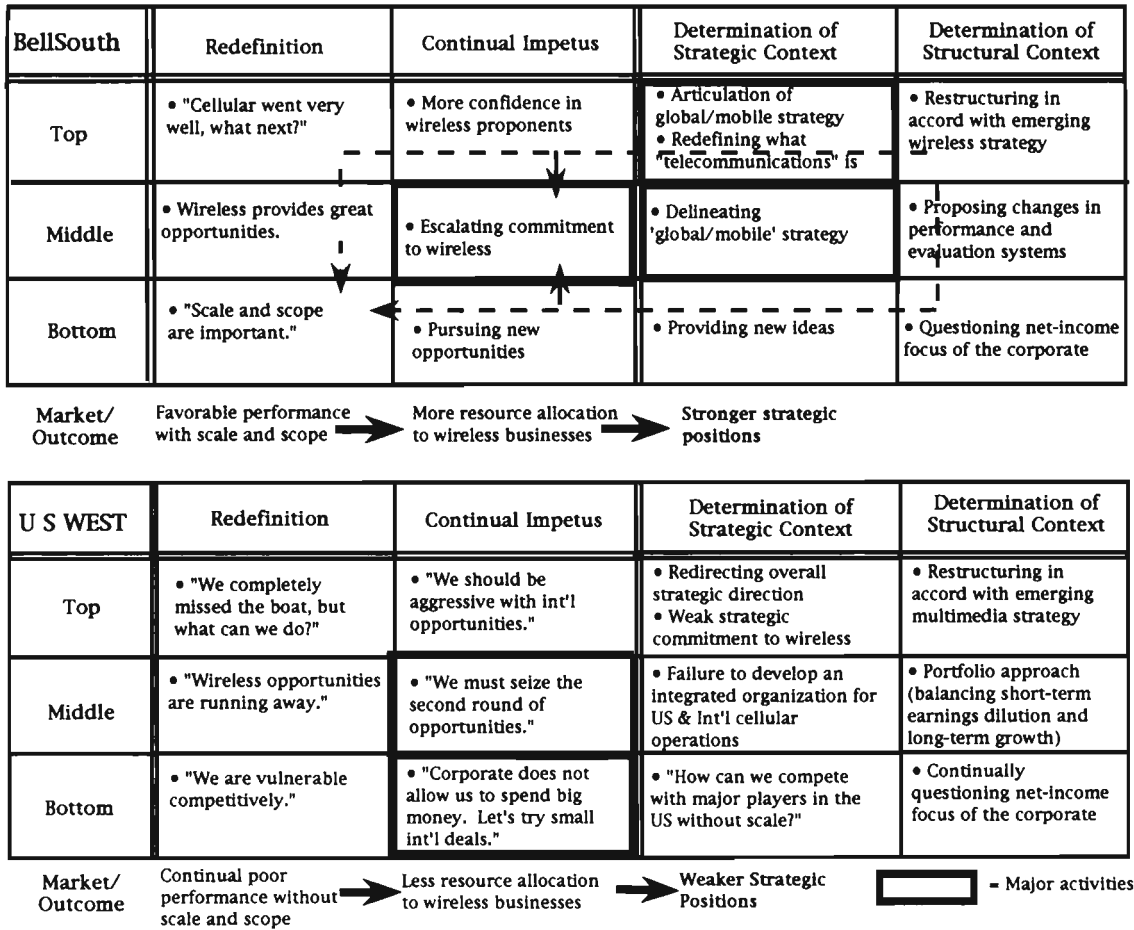 BellSouth
Redefinition
Continual Impetus
Determination of
Strategic Context
Determination of
Structural Context
Top
• "Cellular went very
well, what next?"
• More confidence in
wireless proponents
• Articulation of
global/mobile strategy
• Redefining what
"telecommunications" is
• Restructuring in
accord with emerging
wireless strategy
Middle
• Wireless provides great
opportunities.
• Escalating commitment
to wireless
• Delineating
'global/mobile' strategy
• Proposing changes in
performance and
evaluation systems
Bottom
• "Scale and scope
are important."
• Pursuing new
opportunities
• Providing new ideas
• Questioning net-income
focus of the corporate
Market/
Outcome
Favorable performance
with scale and scope
More resource allocation
to wireless businesses
Stronger strategic
positions
U S WEST
Redefinition
Continual Impetus
Determination of
Strategic Context
Determination of
Structural Context
Top
• "We completely
missed the boat, but
what can we do?"
• "We should be
aggressive with int'l
opportunities."
• Redirecting overall
strategic direction
• Weak strategic
commitment to wireless
• Restructuring in
accord with emerging
multimedia strategy
Middle
• "Wireless opportunities
are running away."
• "We must seize the
second round of
opportunities."
• Failure to develop an
integrated organization for
US & Int'l cellular
operations
• Portfolio approach
(balancing short-term
earnings dilution and
long-term growth)
Bottom
• "We are vulnerable
competitively."
• "Corporate does not
allow us to spend big
money. Let's try small
int'l deals."
• "How can we compete
with major players in the
US without scale?"
• Continually
questioning net-income
focus of the corporate
Market/
Outcome
Continual poor
performance without
scale and scope
Less resource allocation
to wireless businesses
Weaker Strategic
Positions
= Major activities